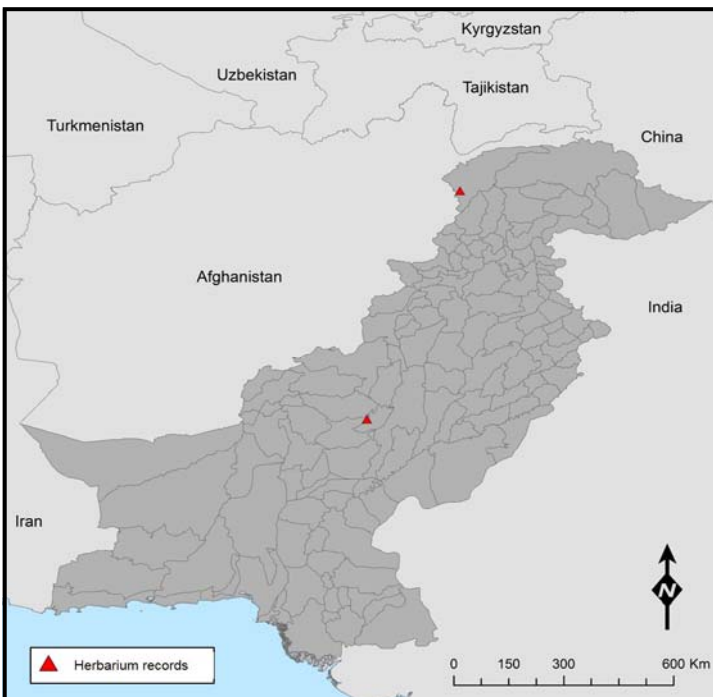 Kyrgyzstan
Uzbekistan
Tajikistan
Turkmenistan
China
Afghanistan
India
Iran
N
Herbarium records
0 150 300 600 Km